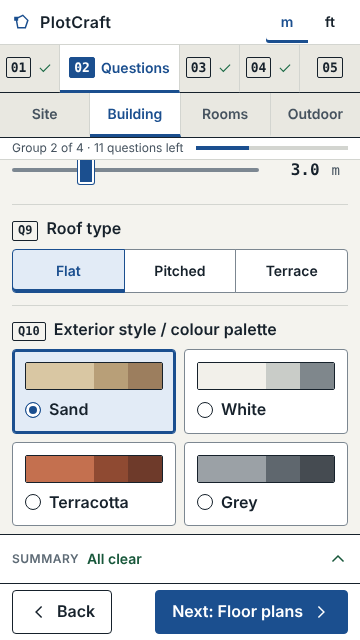 PlotCraft m ft
01 02 Questions 03 04 05
Site Building Rooms Outdoor
Group 2 of 4 · 11 questions left
3.0 m
Q9 Roof type
Flat Pitched Terrace
Q10 Exterior style / colour palette
Sand White
Terracotta Grey
SUMMARY All clear
Back Next: Floor plans